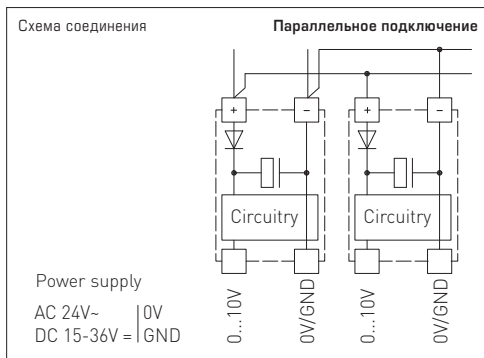 Схема соединения
Параллельное подключение
+ − + −
Circuitry Circuitry
Power supply
AC 24V~ | 0V
DC 15-36V = | GND
0...10V
0V/GND
0...10V
0V/GND